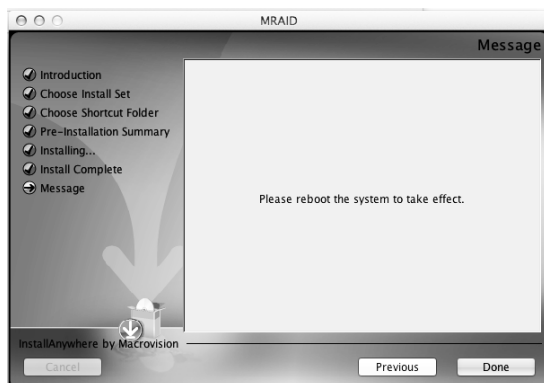 MRAID
Message
Introduction
Choose Install Set
Choose Shortcut Folder
Pre-Installation Summary
Installing...
Install Complete
Message
Please reboot the system to take effect.
InstallAnywhere by Macrovision
Cancel
Previous
Done